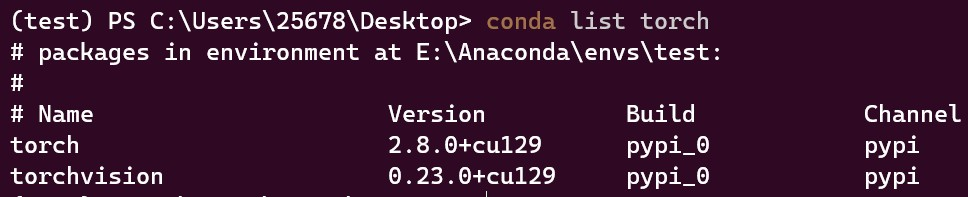 (test) PS C:\Users\25678\Desktop> conda list torch
# packages in environment at E:\Anaconda\envs\test:
#
# Name                    Version          Build            Channel
torch                     2.8.0+cu129      pypi_0           pypi
torchvision               0.23.0+cu129     pypi_0           pypi